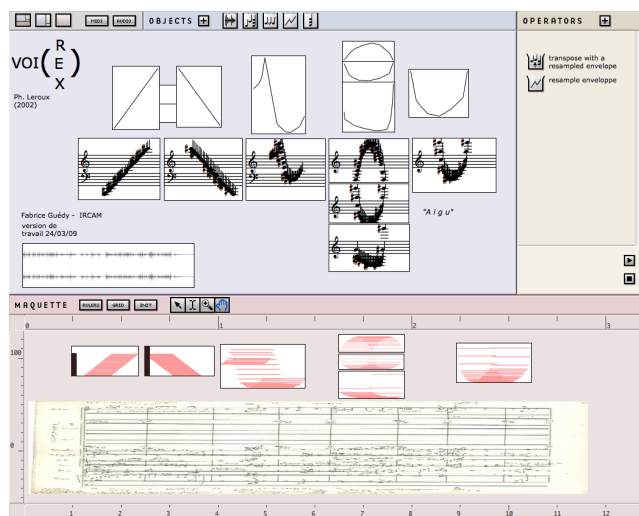 MIDI AUDIO OBJECTS
OPERATORS
VOI( R E X )
Ph. Leroux
(2002)
transpose with a
resampled envelope
resample enveloppe
Fabrice Guédy - IRCAM
version de
travail 24/03/09
"A i g u"
MAQUETTE RULERS GRID INIT
0 1 2 3
100
0
1 2 3 4 5 6 7 8 9 10 11 12